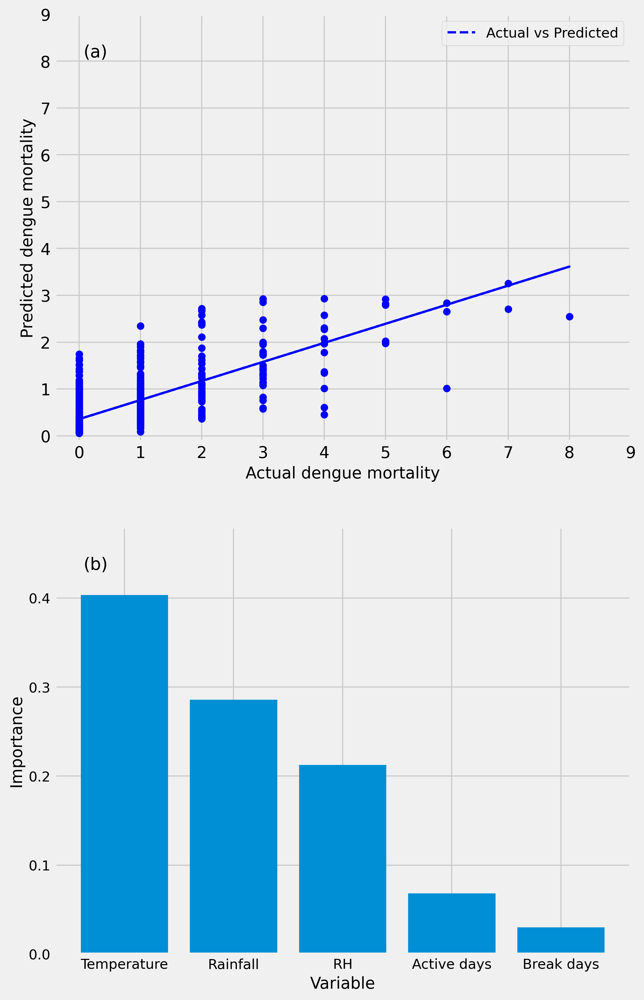 9
Actual vs Predicted
(a)
8
7
6
5
4
3
2
1
0
Predicted dengue mortality
0 1 2 3 4 5 6 7 8 9
Actual dengue mortality
(b)
0.4
0.3
0.2
0.1
0.0
Importance
Temperature Rainfall RH Active days Break days
Variable